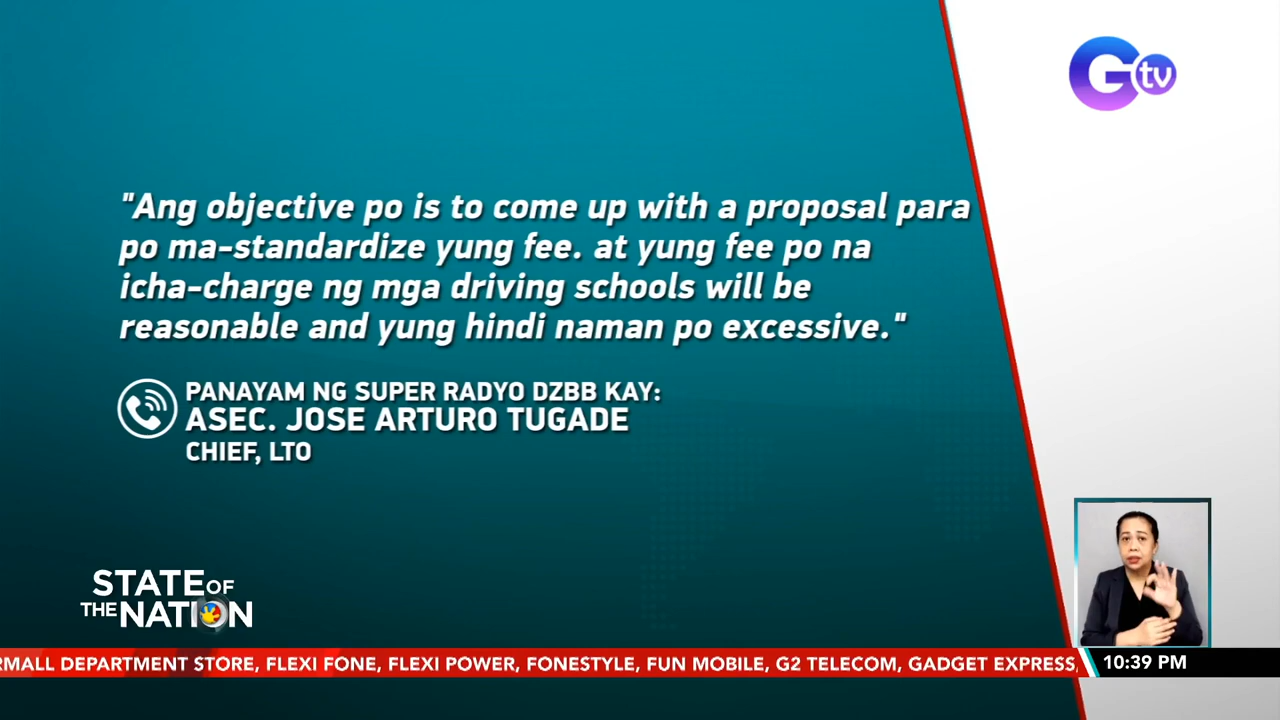 Gtv
"Ang objective po is to come up with a proposal para
po ma-standardize yung fee. at yung fee po na
icha-charge ng mga driving schools will be
reasonable and yung hindi naman po excessive."
PANAYAM NG SUPER RADYO DZBB KAY:
ASEC. JOSE ARTURO TUGADE
CHIEF, LTO
STATE OF
THE NATION
RMALL DEPARTMENT STORE, FLEXI FONE, FLEXI POWER, FONESTYLE, FUN MOBILE, G2 TELECOM, GADGET EXPRESS,
10:39 PM